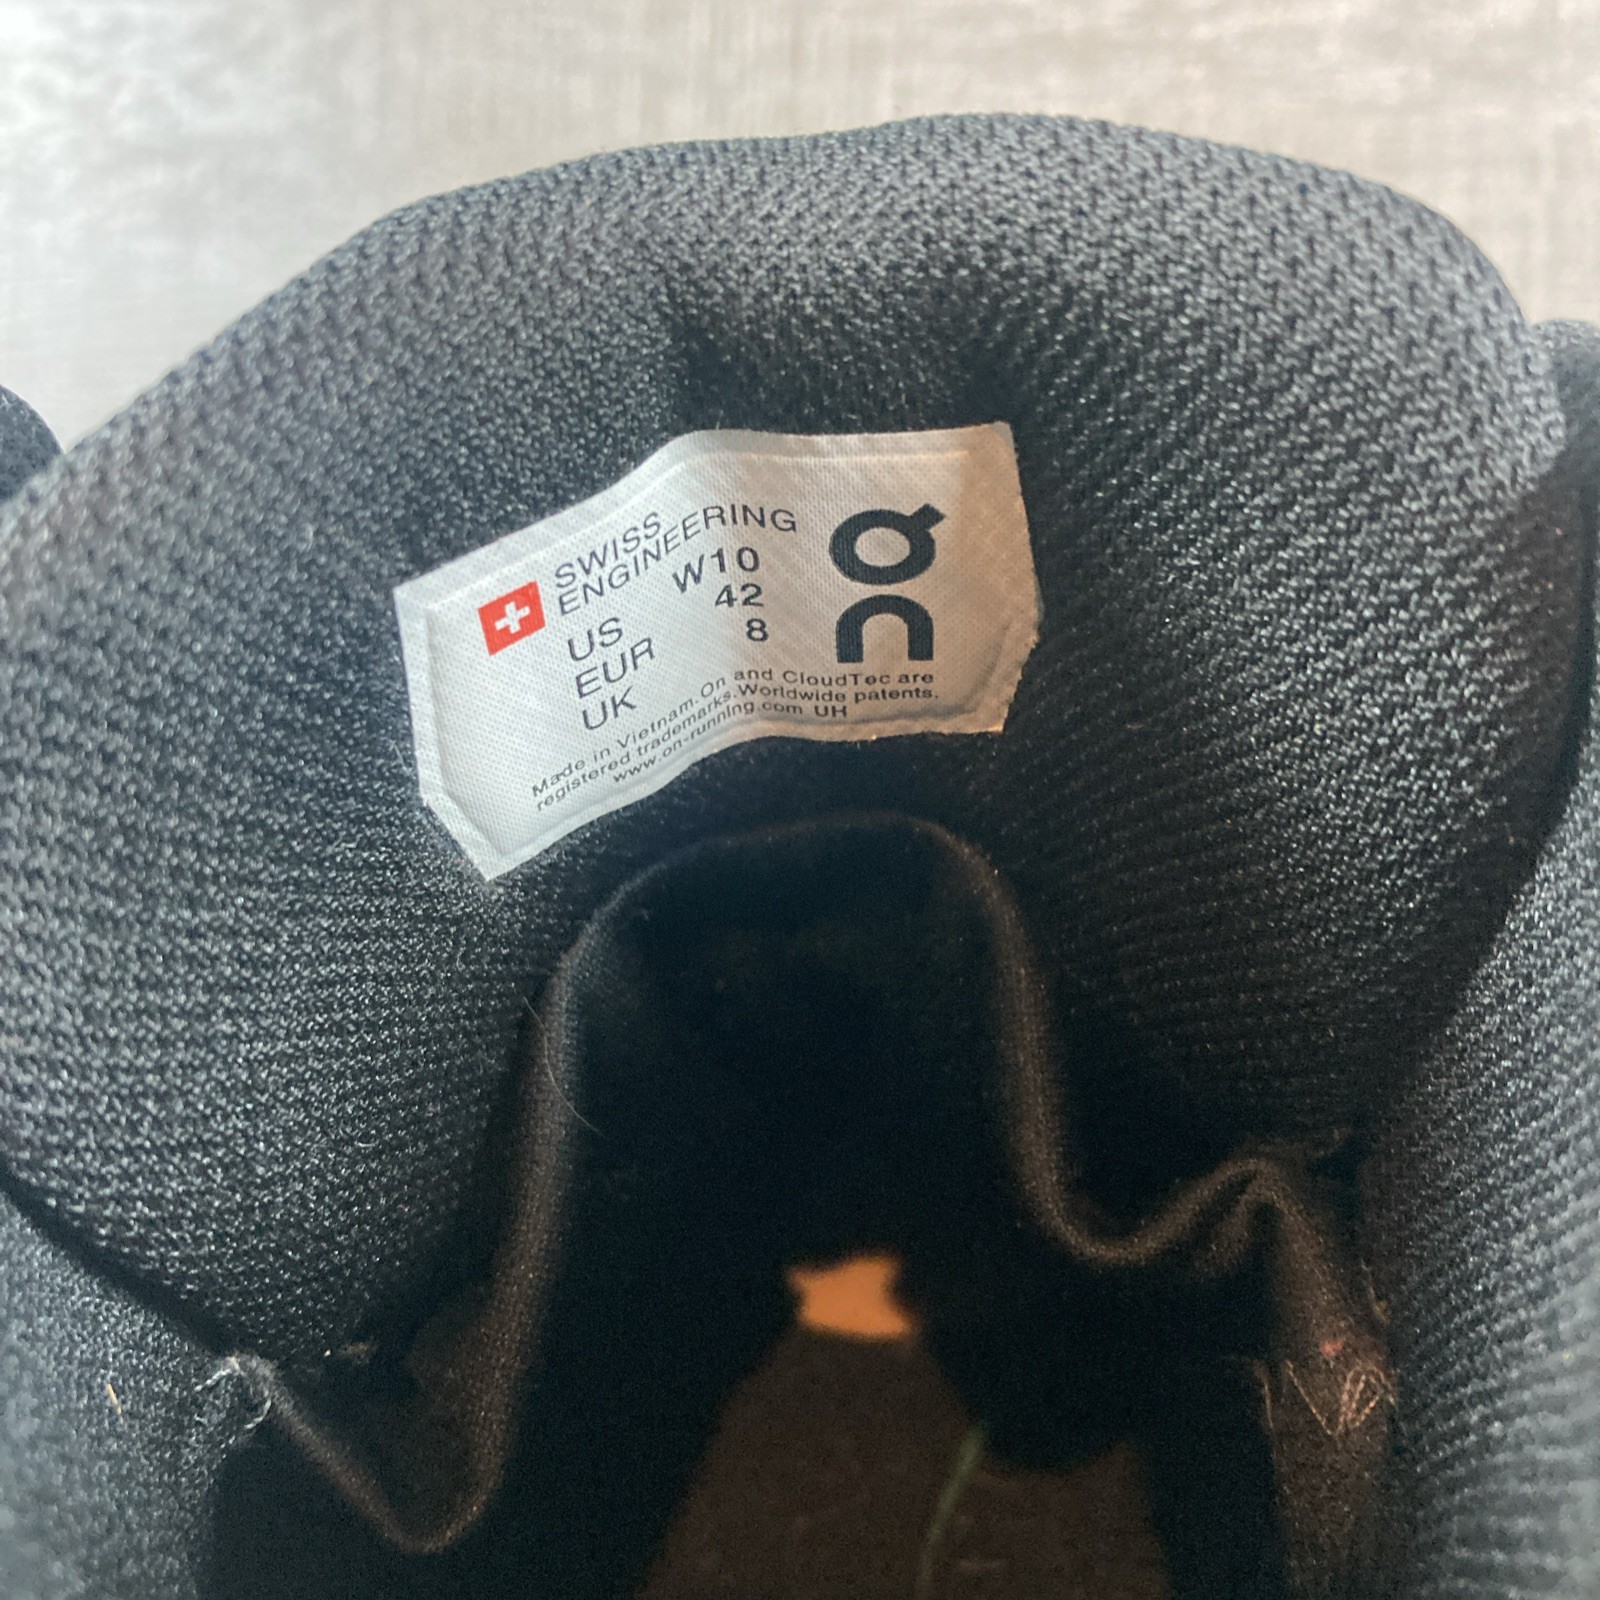 SWISS
ENGINEERING
US W10
EUR 42
UK 8
On
Made in Vietnam. On and CloudTec are
registered trademarks. Worldwide patents.
www.on-running.com UH